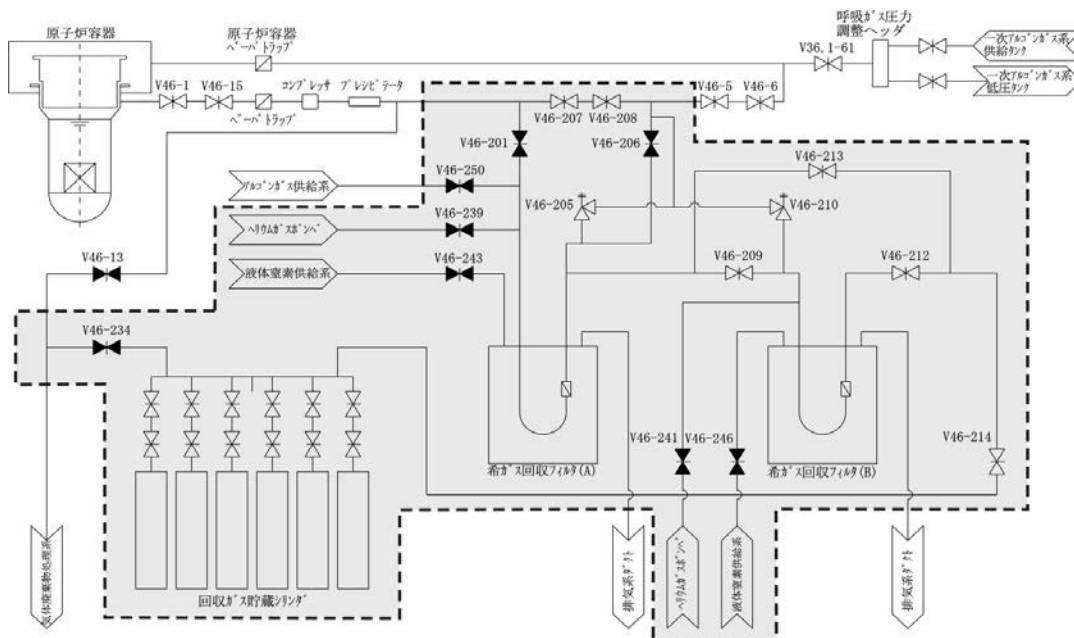 原子炉容器
原子炉容器
ベーパトラップ
呼吸ガス圧力
調整ヘッダ
V36.1-61
一次アルゴンガス系
供給タンク
一次アルゴンガス系
低圧タンク
V46-1
V46-15
コンプレッサ
プレシピテータ
ベーパトラップ
V46-5
V46-6
V46-207
V46-208
V46-201
V46-206
V46-213
V46-250
アルゴンガス供給系
V46-205
V46-210
V46-239
ヘリウムガスボンベ
V46-13
V46-243
液体窒素供給系
V46-209
V46-212
V46-234
V46-241
V46-246
V46-214
希ガス回収フィルタ(A)
希ガス回収フィルタ(B)
気体廃棄物処理系
回収ガス貯蔵シリンダ
排気系ダクト
ヘリウムガスボンベ
液体窒素供給系
排気系ダクト